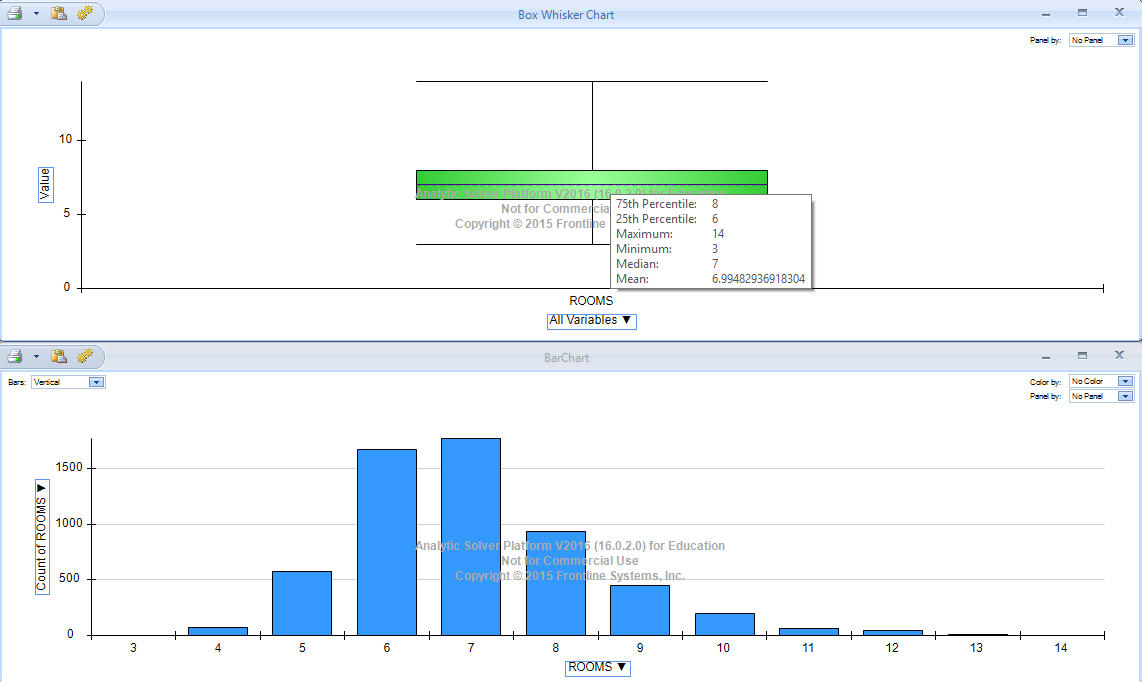 Box Whisker Chart
Panel by: No Panel
10
Value
5
0
Analytic Solver Platform V2016 (16.0.2.0) for Education
Not for Commercia
Copyright © 2015 Frontline
75th Percentile: 8
25th Percentile: 6
Maximum: 14
Minimum: 3
Median: 7
Mean: 6.99482936918304
ROOMS
All Variables ▼
BarChart
Bars: Vertical
Color by: No Color
Panel by: No Panel
1500
1000
500
0
Count of ROOMS ▼
Analytic Solver Platform V2016 (16.0.2.0) for Education
Not for Commercial Use
Copyright © 2015 Frontline Systems, Inc.
3 4 5 6 7 8 9 10 11 12 13 14
ROOMS ▼